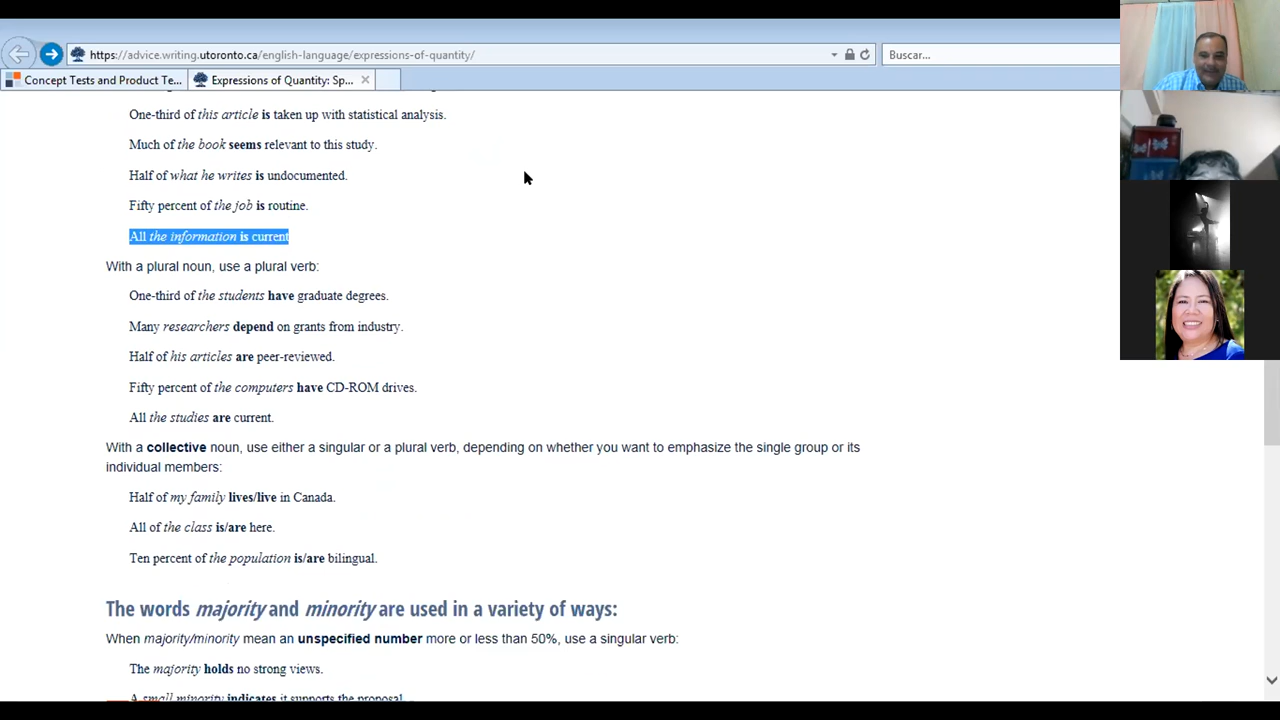 https://advice.writing.utoronto.ca/english-language/expressions-of-quantity/
Buscar...
Concept Tests and Product Te...
Expressions of Quantity: Sp...
One-third of this article is taken up with statistical analysis.
Much of the book seems relevant to this study.
Half of what he writes is undocumented.
Fifty percent of the job is routine.
All the information is current
With a plural noun, use a plural verb:
One-third of the students have graduate degrees.
Many researchers depend on grants from industry.
Half of his articles are peer-reviewed.
Fifty percent of the computers have CD-ROM drives.
All the studies are current.
With a collective noun, use either a singular or a plural verb, depending on whether you want to emphasize the single group or its
individual members:
Half of my family lives/live in Canada.
All of the class is/are here.
Ten percent of the population is/are bilingual.
The words majority and minority are used in a variety of ways:
When majority/minority mean an unspecified number more or less than 50%, use a singular verb:
The majority holds no strong views.
A small minority indicates it supports the proposal.